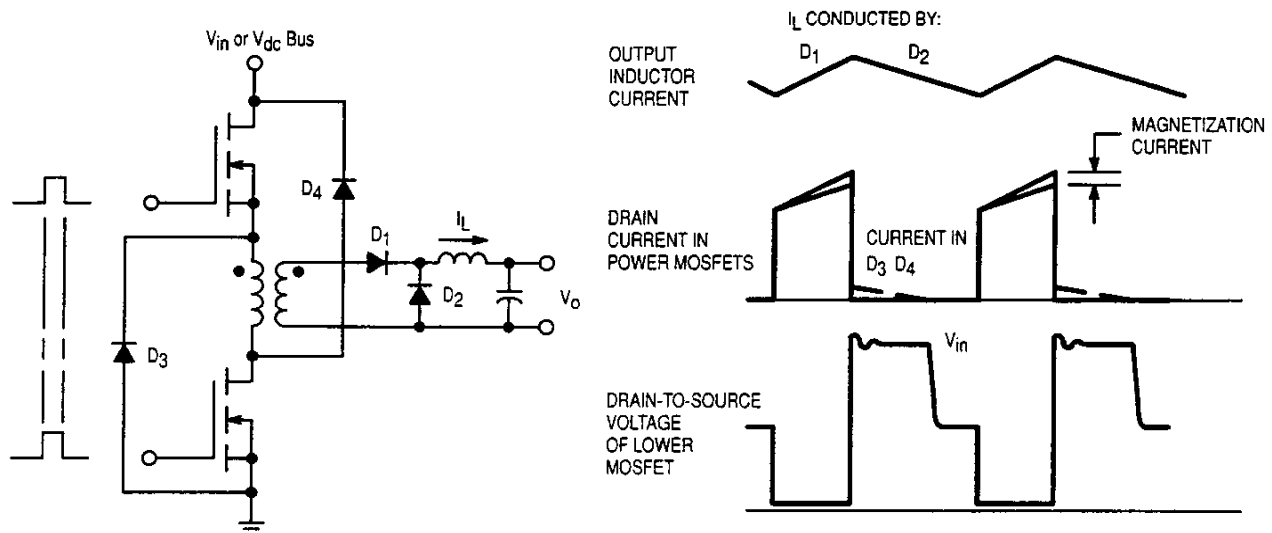 Vin or Vdc Bus
D4
D1
IL
D2
Vo
D3
IL CONDUCTED BY:
D1
D2
OUTPUT
INDUCTOR
CURRENT
MAGNETIZATION
CURRENT
DRAIN
CURRENT IN
POWER MOSFETS
CURRENT IN
D3 D4
Vin
DRAIN-TO-SOURCE
VOLTAGE
OF LOWER
MOSFET